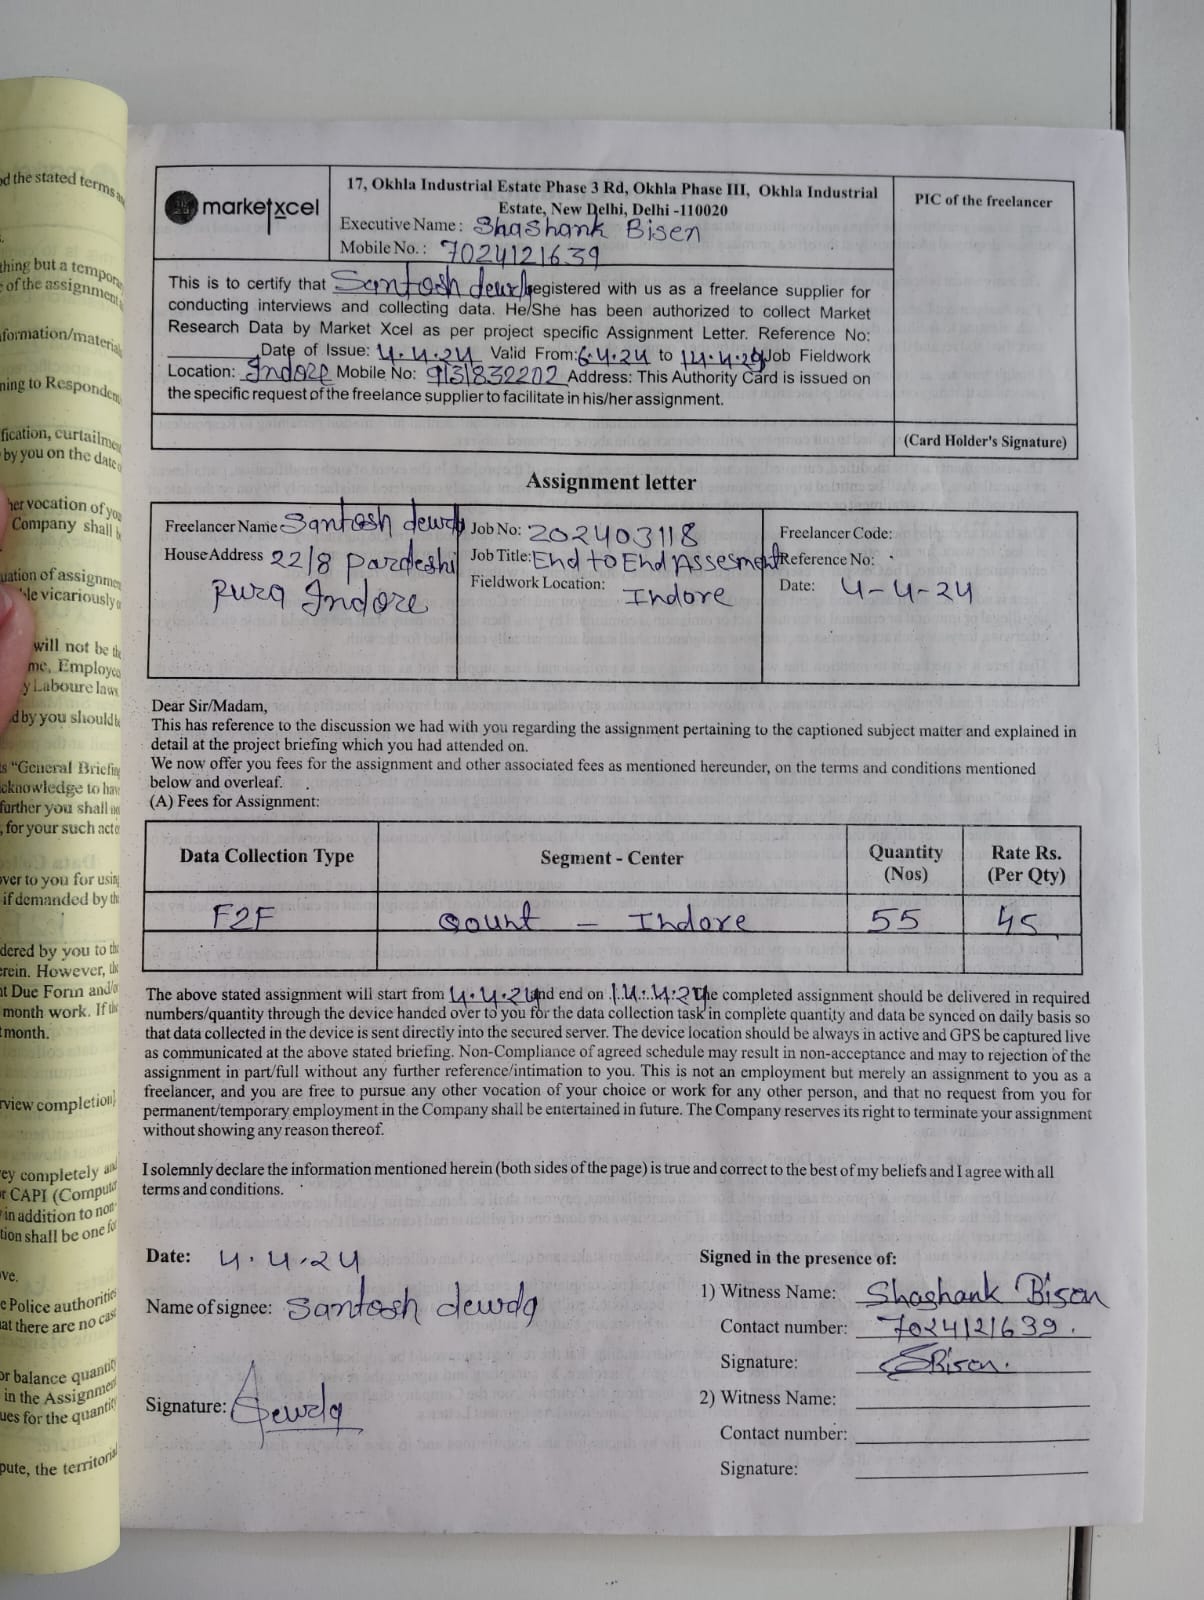 marketxcel
17, Okhla Industrial Estate Phase 3 Rd, Okhla Phase III, Okhla Industrial
Estate, New Delhi, Delhi -110020
Executive Name : Shashank Bisen
Mobile No. : 7024121639
PIC of the freelancer
This is to certify that Santosh dewda registered with us as a freelance supplier for
conducting interviews and collecting data. He/She has been authorized to collect Market
Research Data by Market Xcel as per project specific Assignment Letter. Reference No:
Date of Issue: 4.4.24 Valid From: 6.4.24 to 14.4.24 Job Fieldwork
Location: Indore Mobile No: 9131832202 Address: This Authority Card is issued on
the specific request of the freelance supplier to facilitate in his/her assignment.
(Card Holder's Signature)
Assignment letter
Freelancer Name Santosh dewda
House Address 22/8 Pardeshi
Pura Indore
Job No: 202403118
Job Title: End to End Assesment
Fieldwork Location: Indore
Freelancer Code:
Reference No:
Date: 4-4-24
Dear Sir/Madam,
This has reference to the discussion we had with you regarding the assignment pertaining to the captioned subject matter and explained in
detail at the project briefing which you had attended on.
We now offer you fees for the assignment and other associated fees as mentioned hereunder, on the terms and conditions mentioned
below and overleaf.
(A) Fees for Assignment:
Data Collection Type Segment - Center Quantity (Nos) Rate Rs. (Per Qty)
F2F Count - Indore 55 45
The above stated assignment will start from 4.4.24 and end on 14.4.24 The completed assignment should be delivered in required
numbers/quantity through the device handed over to you for the data collection task in complete quantity and data be synced on daily basis so
that data collected in the device is sent directly into the secured server. The device location should be always in active and GPS be captured live
as communicated at the above stated briefing. Non-Compliance of agreed schedule may result in non-acceptance and may to rejection of the
assignment in part/full without any further reference/intimation to you. This is not an employment but merely an assignment to you as a
freelancer, and you are free to pursue any other vocation of your choice or work for any other person, and that no request from you for
permanent/temporary employment in the Company shall be entertained in future. The Company reserves its right to terminate your assignment
without showing any reason thereof.
I solemnly declare the information mentioned herein (both sides of the page) is true and correct to the best of my beliefs and I agree with all
terms and conditions.
Date: 4.4.24
Name of signee: Santosh dewda
Signature: Dewda
Signed in the presence of:
1) Witness Name: Shashank Bisen
Contact number: 7024121639.
Signature: SBisen.
2) Witness Name:
Contact number:
Signature: